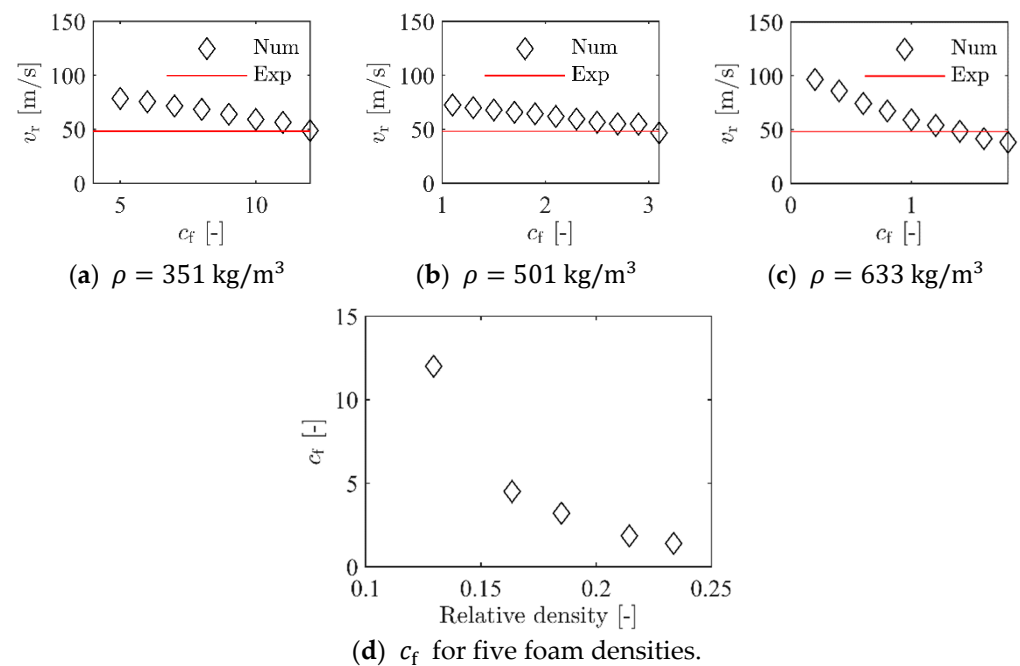 150
100
50
0
v_r [m/s]
Num
Exp
5
10
c_f [-]
(a) ρ = 351 kg/m³
150
100
50
0
v_r [m/s]
Num
Exp
1
2
3
c_f [-]
(b) ρ = 501 kg/m³
150
100
50
0
v_r [m/s]
Num
Exp
0
1
c_f [-]
(c) ρ = 633 kg/m³
15
10
5
0
c_f [-]
0.1
0.15
0.2
0.25
Relative density [-]
(d) c_f for five foam densities.